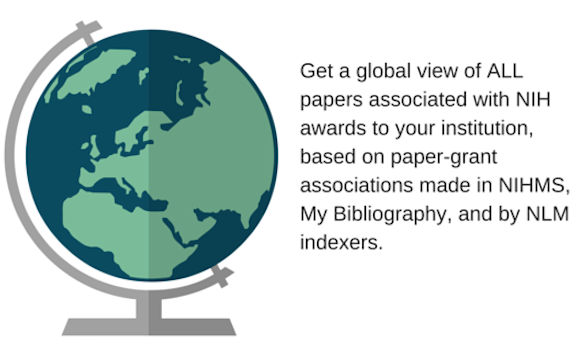 Get a global view of ALL
papers associated with NIH
awards to your institution,
based on paper-grant
associations made in NIHMS,
My Bibliography, and by NLM
indexers.